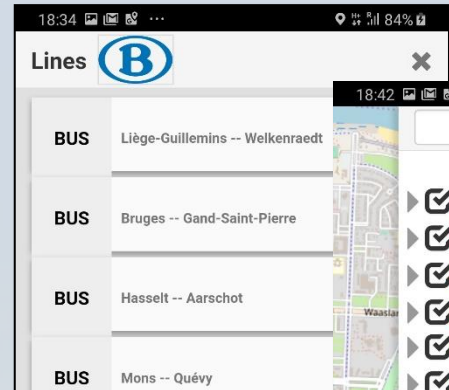 18:34 ··· 84%
Lines B
18:42
BUS Liège-Guillemins -- Welkenraedt
BUS Bruges -- Gand-Saint-Pierre
BUS Hasselt -- Aarschot
BUS Mons -- Quévy